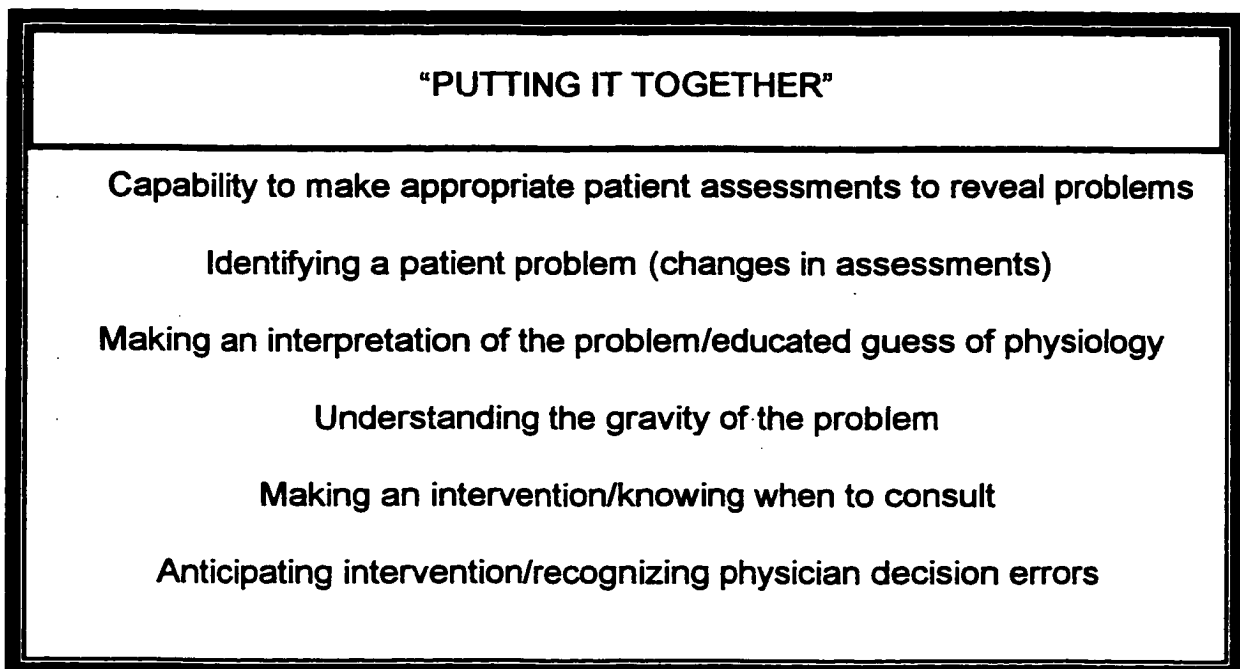 “PUTTING IT TOGETHER”
Capability to make appropriate patient assessments to reveal problems
Identifying a patient problem (changes in assessments)
Making an interpretation of the problem/educated guess of physiology
Understanding the gravity of the problem
Making an intervention/knowing when to consult
Anticipating intervention/recognizing physician decision errors